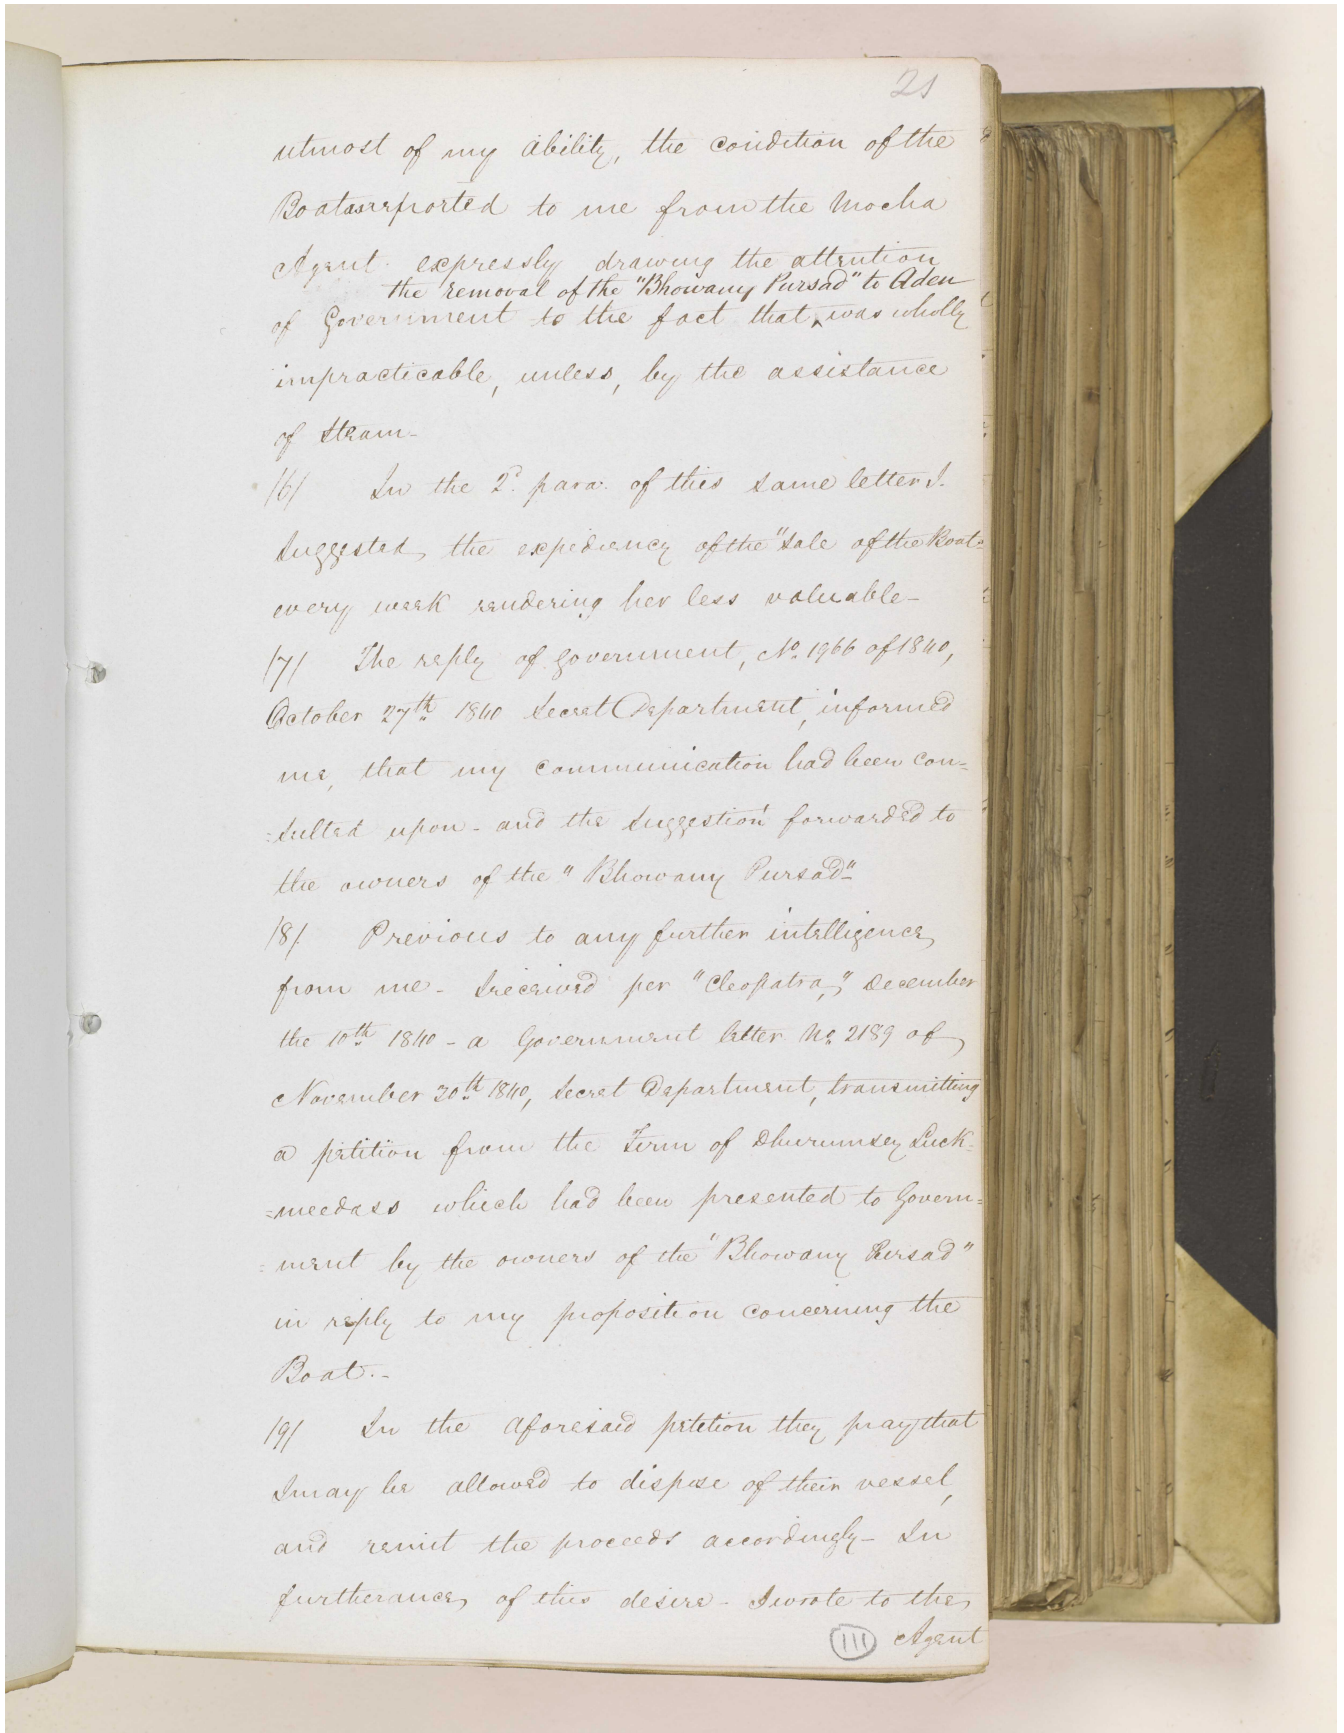 21
utmost of my ability, the condition of the
Boat as reported to me from the Mocha
Agent expressly drawing the attention
the removal of the "Bhowany Pursad" to Aden
of Government to the fact that ‸ was wholly
impracticable, unless, by the assistance
of Steam-
/6/ In the 2d. para. of this same letter I.
Suggested, the expediency of the "Sale of the Boat=
every week rendering her less valuable-
/7/ The reply of Government, No. 1966 of 1840,
October 27th 1840 Secret Department, informed
me, that my communication had been con=
=sulted upon - and the Suggestion forwarded to
the owners of the "Bhowany Pursad"-
/8/ Previous to any further intelligence,
from me - I received per "Cleopatra," December
the 10th 1840 - a Government letter No. 2189 of
November 30th 1840, Secret Department, transmitting
a petition from the Firm of Dhurumsey Luck=
=meedass which had been presented to Govern=
=ment by the owners of the "Bhowany Pursad"
in reply to my proposition concerning the
Boat.-
/9/ In the aforesaid petition they pray that
I may be allowed to dispose of their vessel,
and remit the proceeds accordingly - In
furtherance, of this desire - I wrote to the,
111 Agent